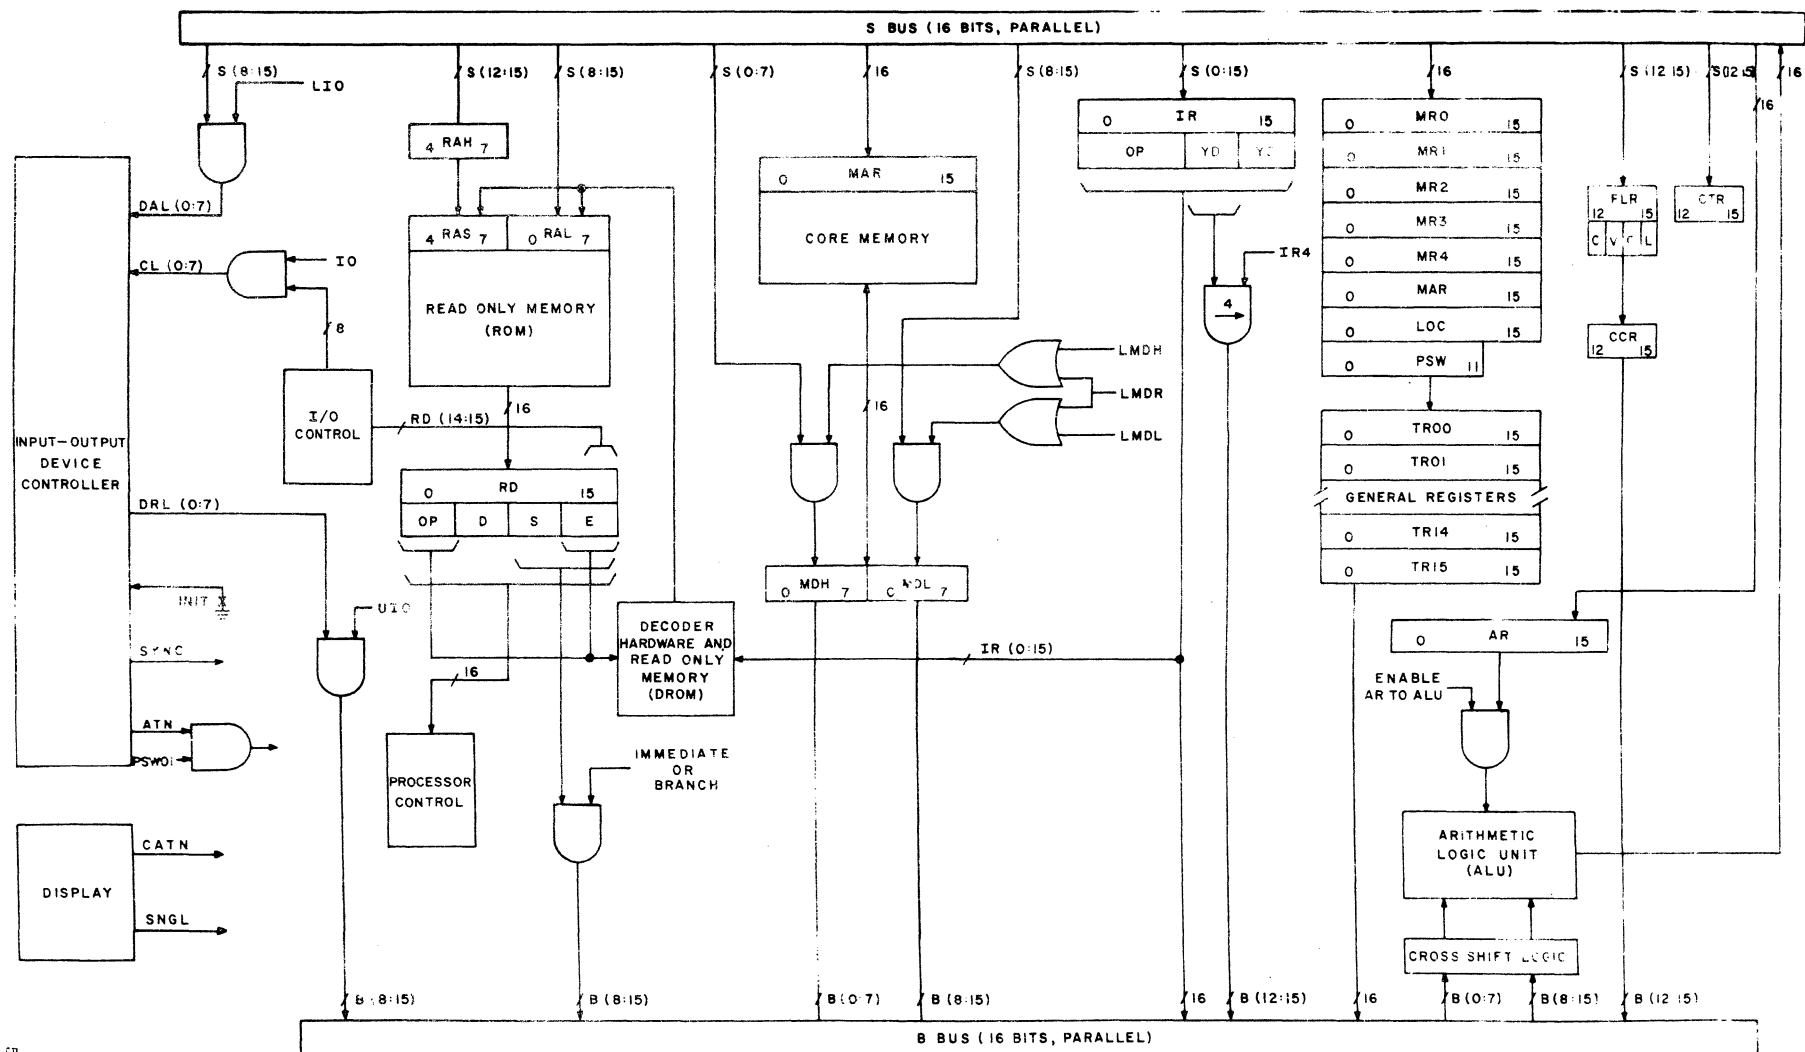 S BUS (16 BITS, PARALLEL)
S (8:15)
S(12:15)
S(8:15)
S(0:7)
16
S(8:15)
S(0:15)
16
S(12:15)
16
16
LIO
4 RAH 7
0 IR 15
OP YD
0 MR0 15
0 MR1 15
0 MR2 15
0 MR3 15
0 MR4 15
0 MAR 15
0 LOC 15
0 PSW 11
0 MAR 15
CORE MEMORY
DAL (0:7)
4 RAS 7
0 RAL 7
READ ONLY MEMORY
(ROM)
CL (0:7)
IO
8
IR4
4
FLR
12 15
C V G L
CTR
12 15
CCR
12 15
LMDH
LMDR
LMDL
16
I/O
CONTROL
RD (14:15)
16
INPUT-OUTPUT
DEVICE
CONTROLLER
0 RD 15
OP D S E
0 TR00 15
0 TR01 15
GENERAL REGISTERS
0 TR14 15
0 TR15 15
DRL (0:7)
INIT
UIO
SYNC
ATN
PSW01
0 MDH 7
MDL 7
DECODER
HARDWARE AND
READ ONLY
MEMORY
(DROM)
IR (0:15)
16
0 AR 15
ENABLE
AR TO ALU
PROCESSOR
CONTROL
IMMEDIATE
OR
BRANCH
ARITHMETIC
LOGIC UNIT
(ALU)
DISPLAY
CATN
SNGL
CROSS SHIFT LOGIC
B (8:15)
B (8:15)
B(0:7)
B (8:15)
16
B (12:15)
16
B(0:7)
B(8:15)
B (12:15)
B BUS (16 BITS, PARALLEL)